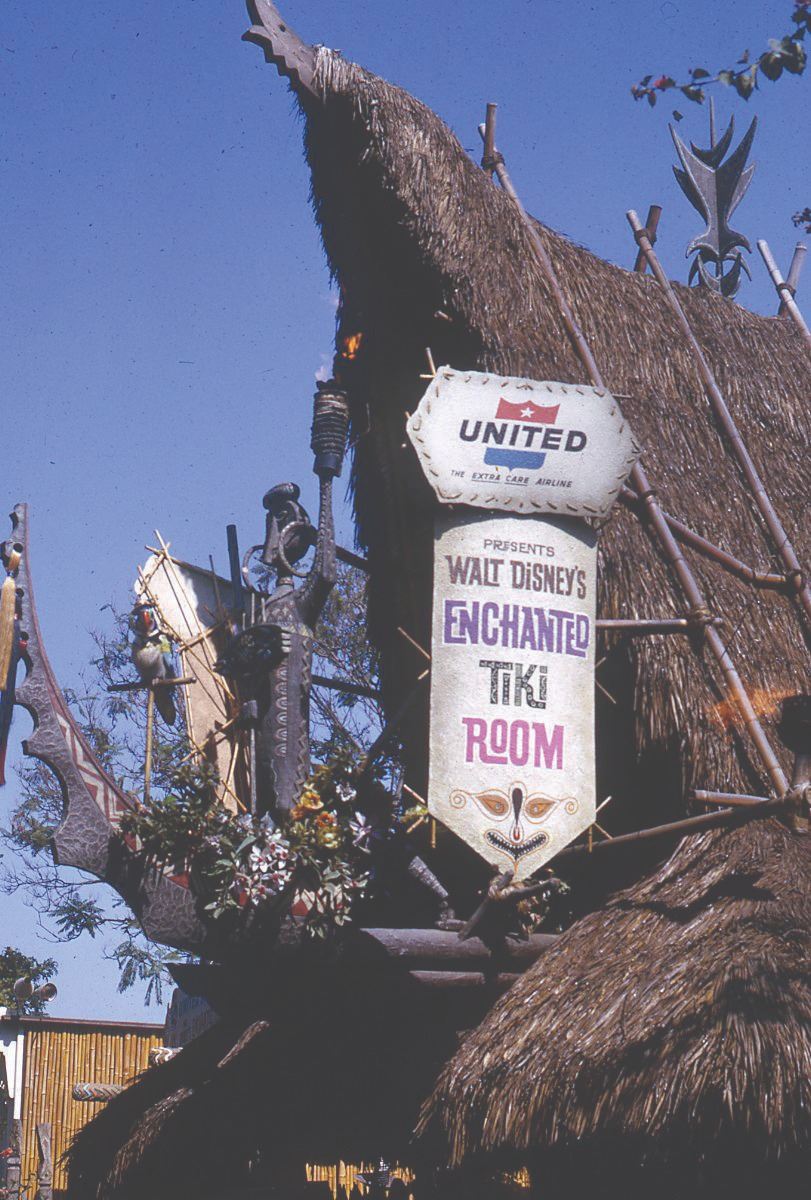 UNITED
THE EXTRA CARE AIRLINE
PRESENTS
WALT DISNEY'S
ENCHANTED
TIKI
ROOM